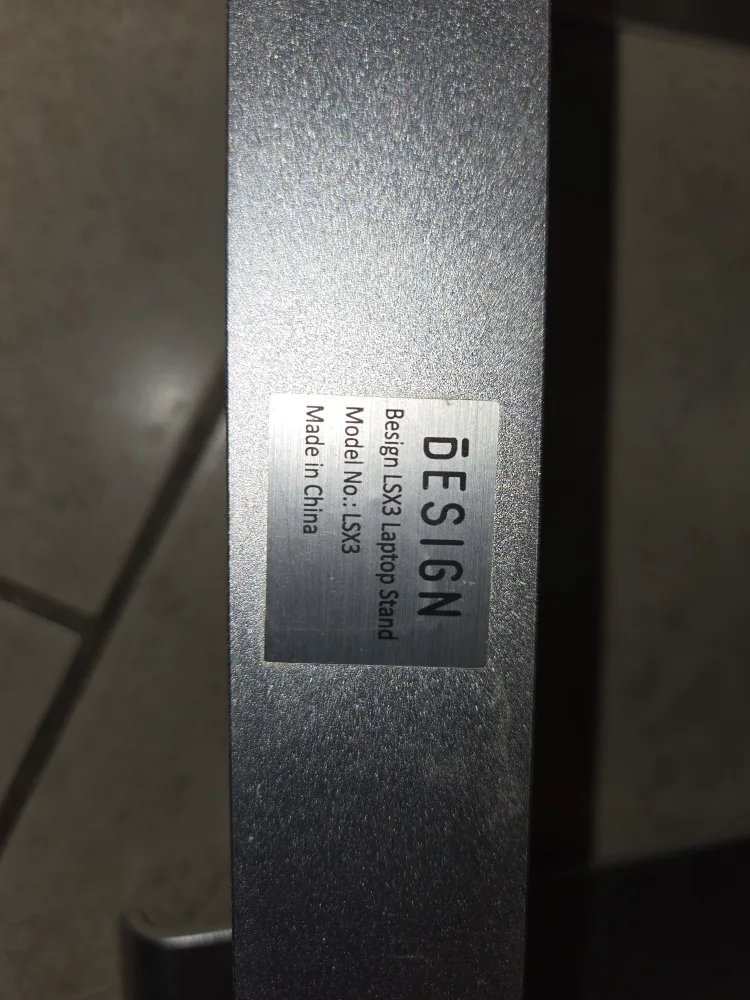 BESIGN
Besign LSX3 Laptop Stand
Model No.: LSX3
Made in China